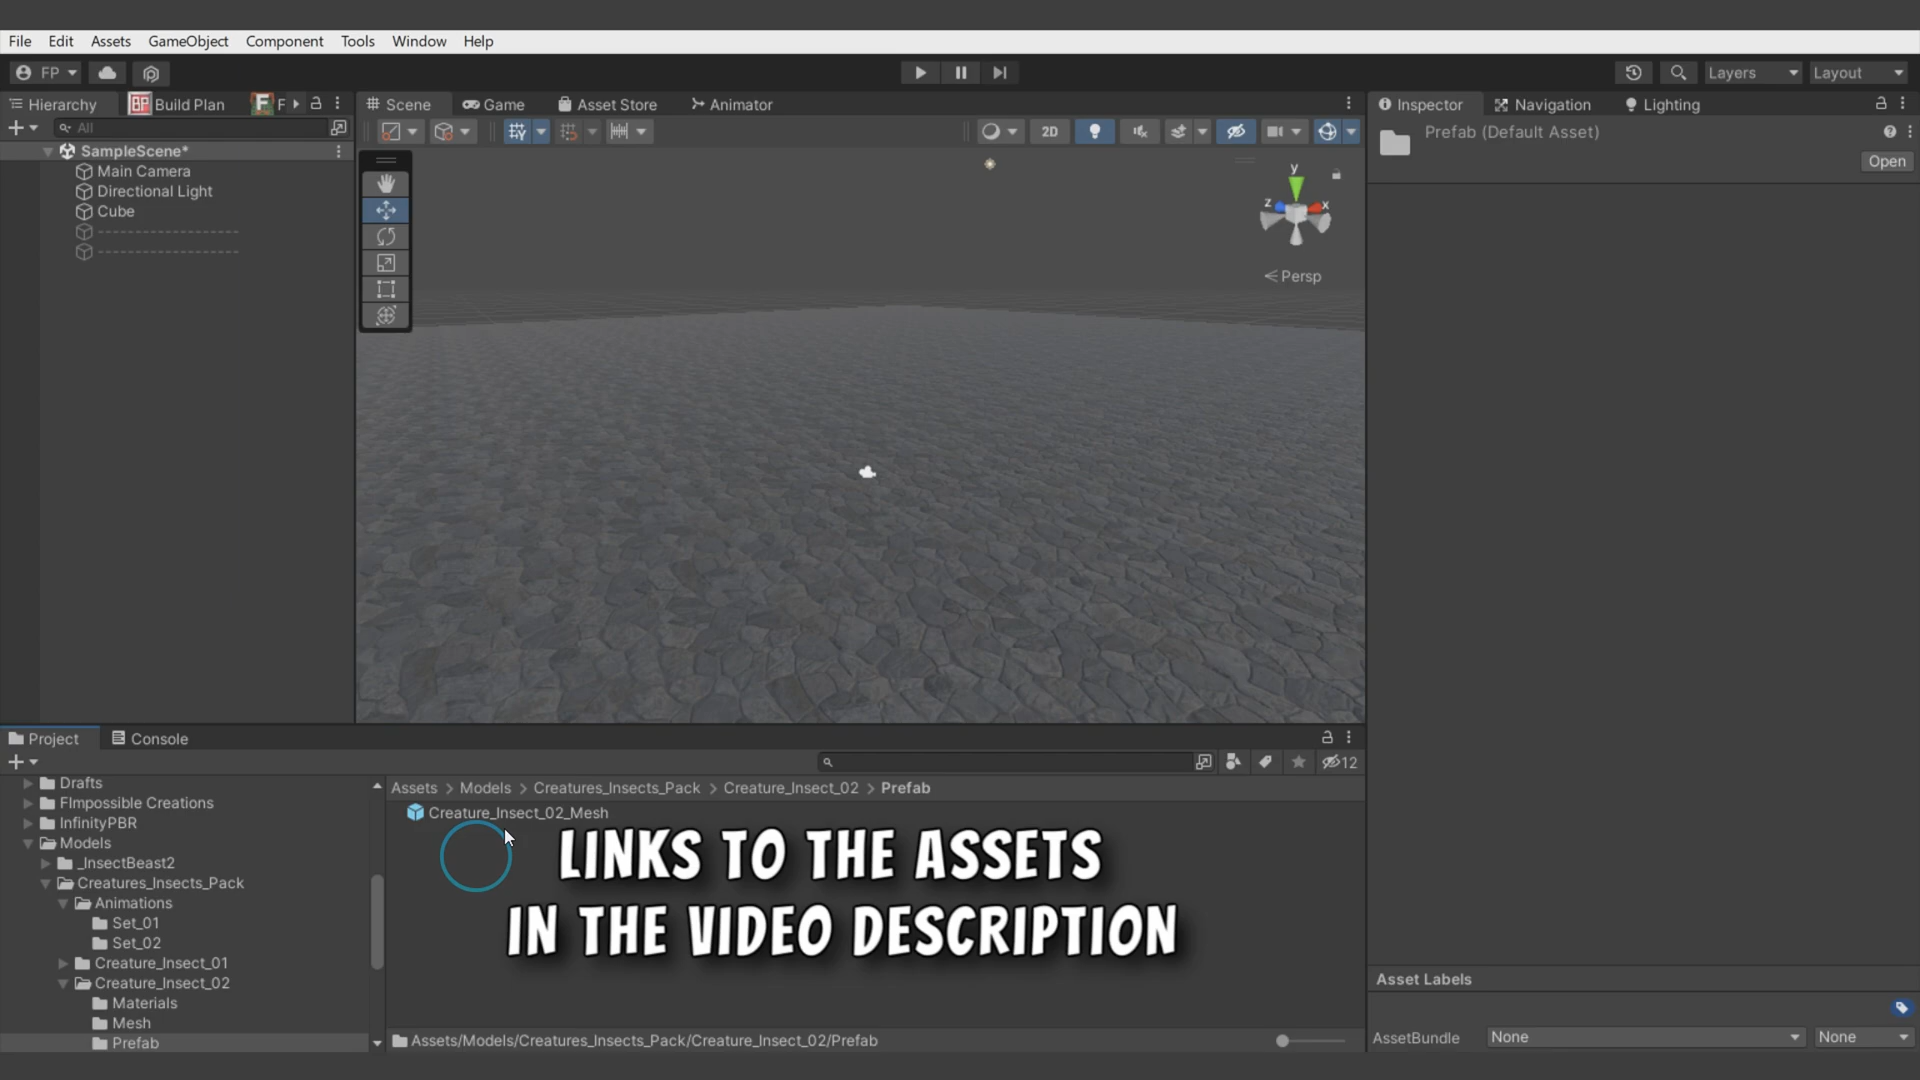 File Edit Assets GameObject Component Tools Window Help
FP
Layers Layout
Hierarchy Build Plan F
Scene Game Asset Store Animator
Inspector Navigation Lighting
All
2D
Prefab (Default Asset)
Open
SampleScene*
Main Camera
Directional Light
Cube
------------------
------------------
y
z x
Persp
Project Console
12
Drafts
FImpossible Creations
InfinityPBR
Models
_InsectBeast2
Creatures_Insects_Pack
Animations
Set_01
Set_02
Creature_Insect_01
Creature_Insect_02
Materials
Mesh
Prefab
Assets > Models > Creatures_Insects_Pack > Creature_Insect_02 > Prefab
Creature_Insect_02_Mesh
LINKS TO THE ASSETS
IN THE VIDEO DESCRIPTION
Assets/Models/Creatures_Insects_Pack/Creature_Insect_02/Prefab
Asset Labels
AssetBundle None None